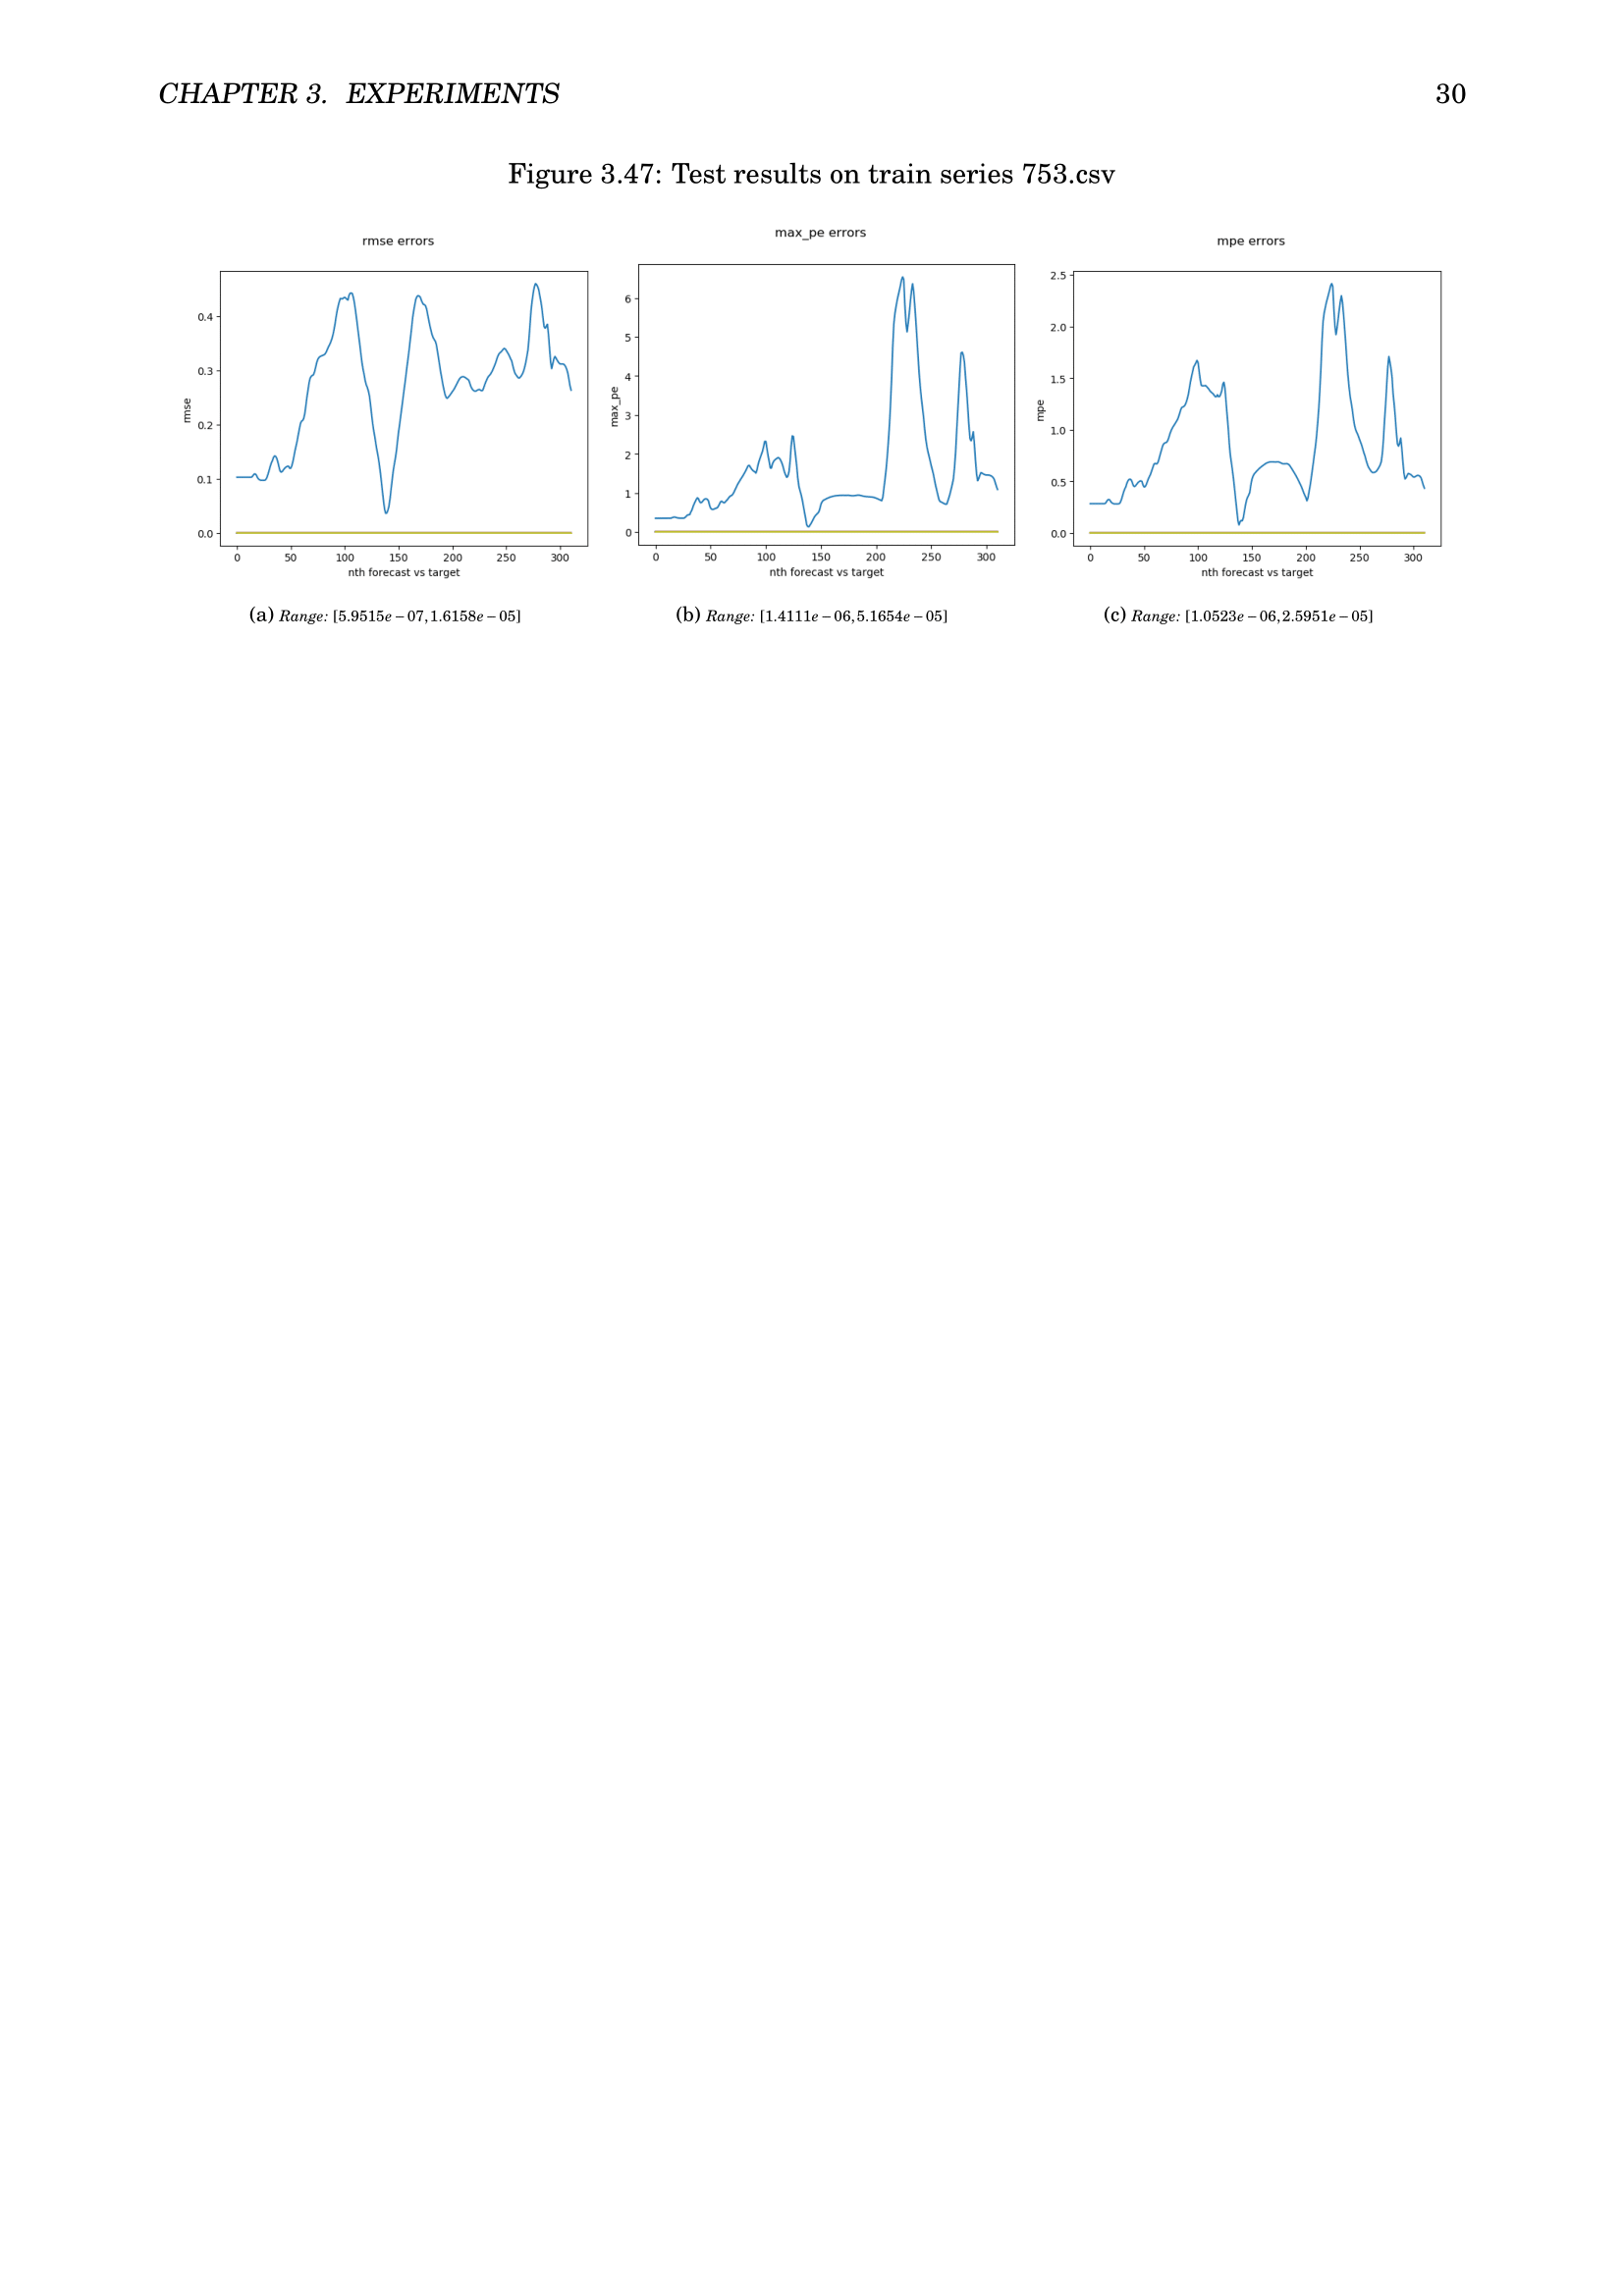 CHAPTER 3. EXPERIMENTS 30
Figure 3.47: Test results on train series 753.csv
rmse errors
rmse
0.4
0.3
0.2
0.1
0.0
0 50 100 150 200 250 300
nth forecast vs target
(a) Range: [5.9515e – 07,1.6158e – 05]
max_pe errors
max_pe
6
5
4
3
2
1
0
0 50 100 150 200 250 300
nth forecast vs target
(b) Range: [1.4111e – 06,5.1654e – 05]
mpe errors
mpe
2.5
2.0
1.5
1.0
0.5
0.0
0 50 100 150 200 250 300
nth forecast vs target
(c) Range: [1.0523e – 06,2.5951e – 05]